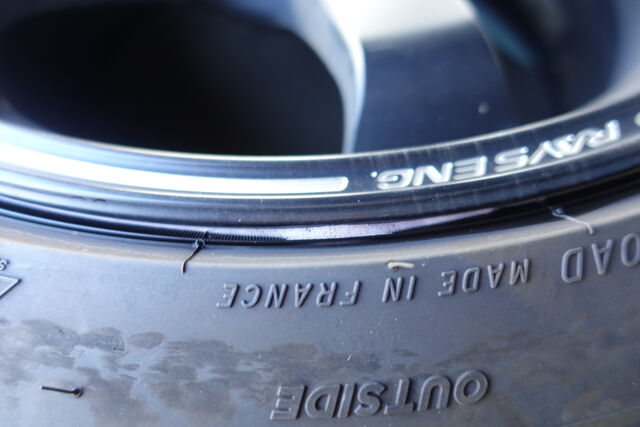 RAYS ENG.
OAD MADE IN FRANCE
OUTSIDE